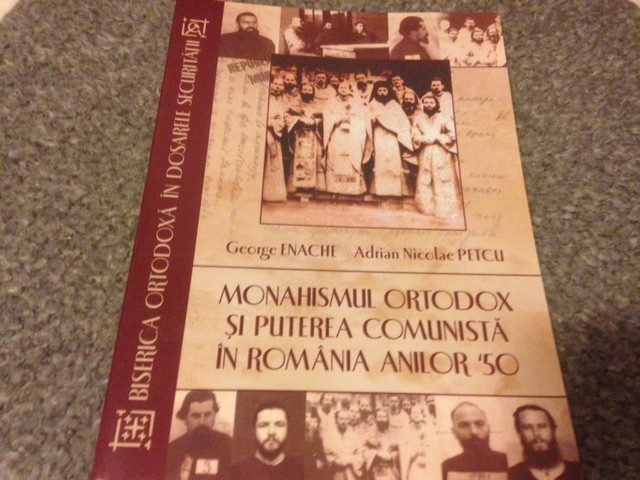 BISERICA ORTODOXĂ ÎN DOSARELE SECURITĂȚII
George ENACHE Adrian Nicolae PETCU
MONAHISMUL ORTODOX
ȘI PUTEREA COMUNISTĂ
ÎN ROMÂNIA ANILOR '50